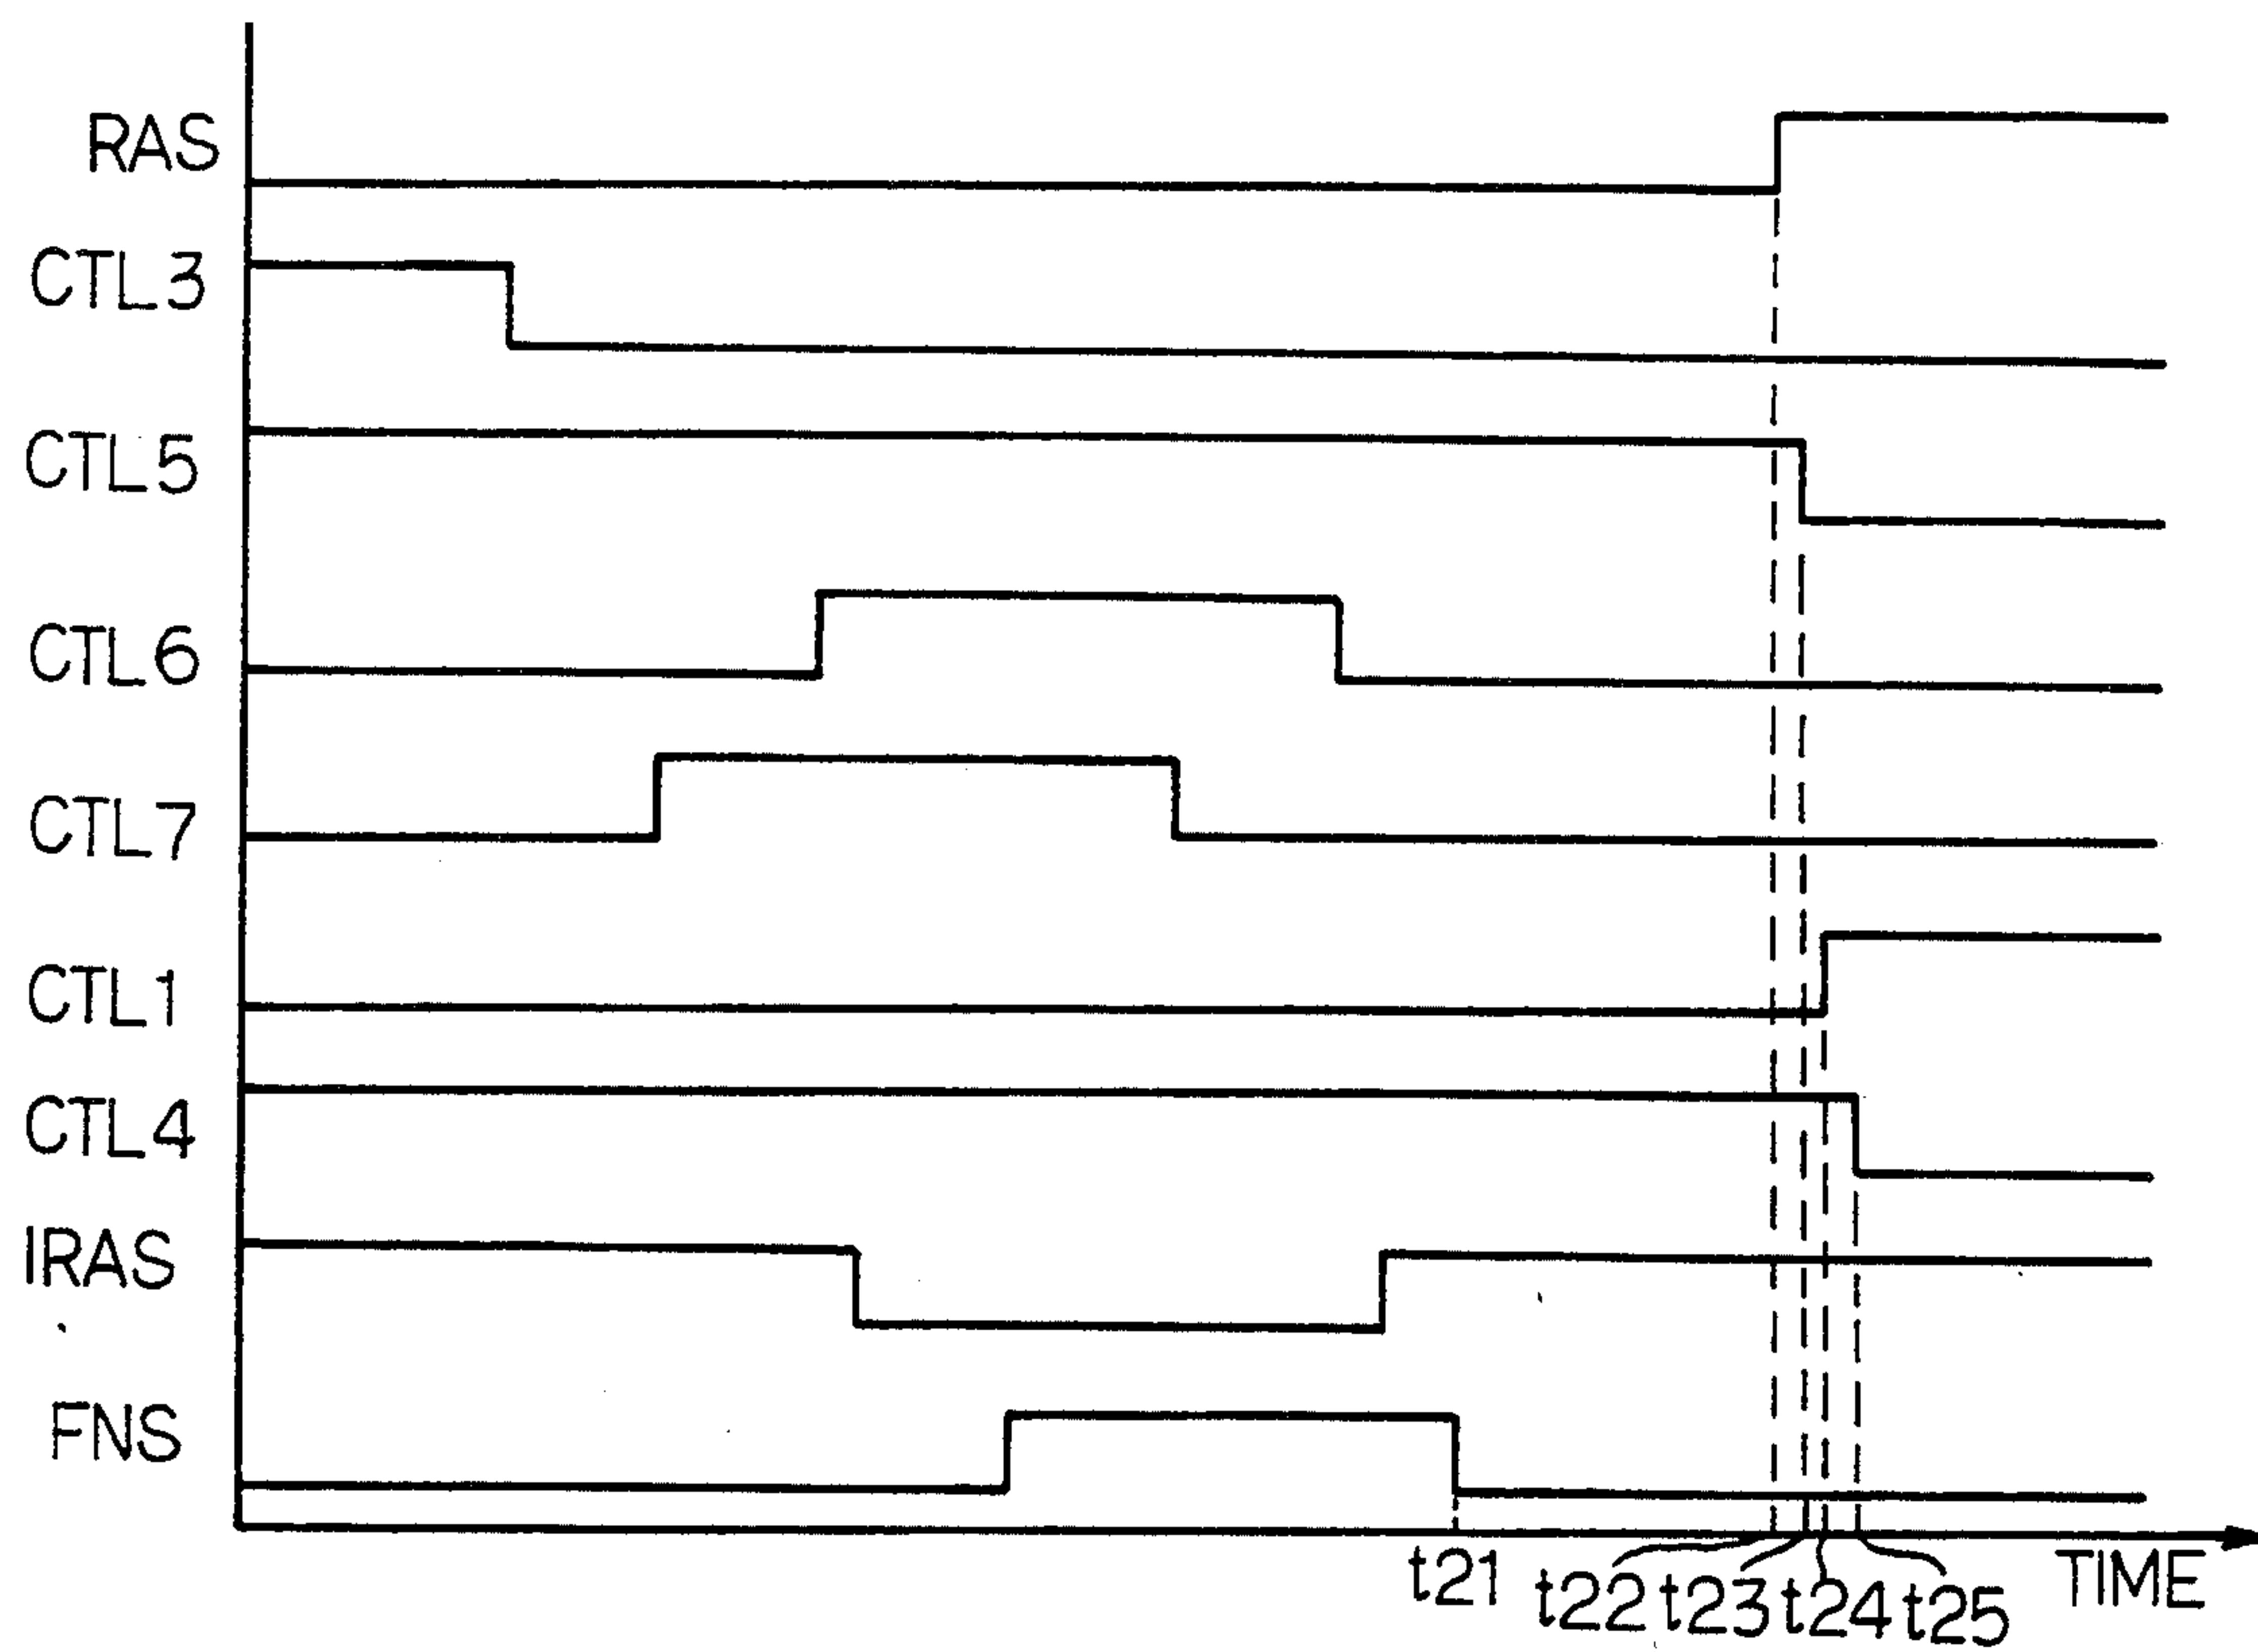 RAS
CTL3
CTL5
CTL6
CTL7
CTL1
CTL4
IRAS
FNS
t21 t22 t23 t24 t25 TIME